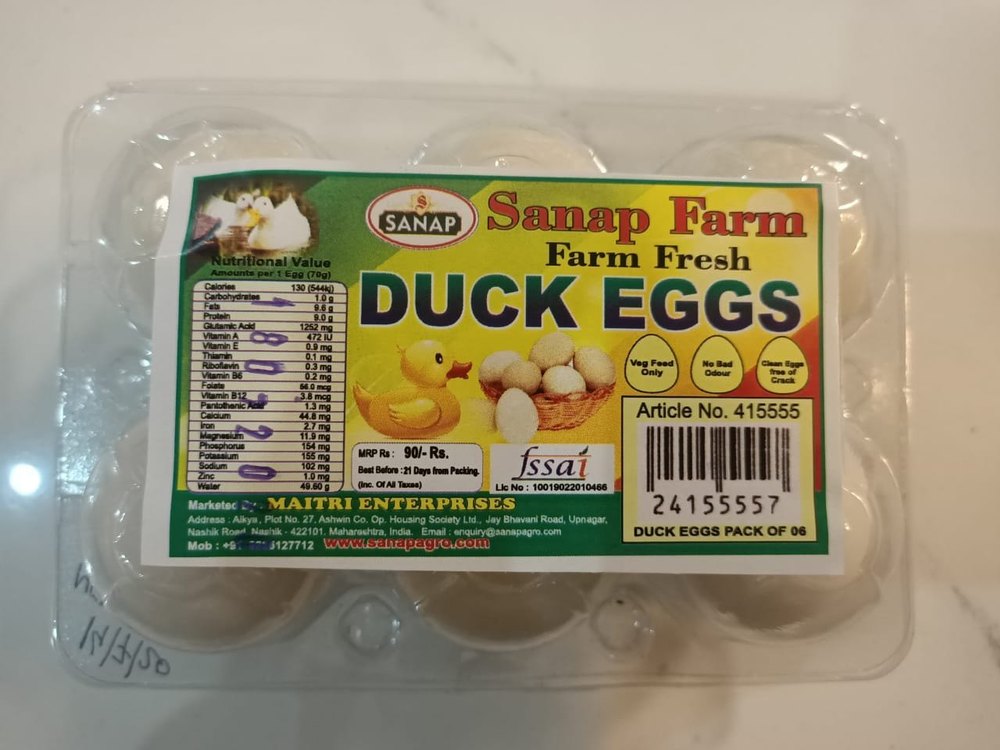 SANAP
Sanap Farm
Farm Fresh
DUCK EGGS
Nutritional Value
Amounts per 1 Egg (70g)
Calories 130 (544kj)
Carbohydrates 1.0 g
Fats 9.6 g
Protein 9.0 g
Glutamic Acid 1252 mg
Vitamin A 472 IU
Vitamin E 0.9 mg
Thiamin 0.1 mg
Riboflavin 0.3 mg
Vitamin B6 0.2 mg
Folate 56.0 mcg
Vitamin B12 3.8 mcg
Pantothenic Acid 1.3 mg
Calcium 44.8 mg
Iron 2.7 mg
Magnesium 11.9 mg
Phosphorus 154 mg
Potassium 155 mg
Sodium 102 mg
Zinc 1.0 mg
Water 49.60 g
Veg Feed
Only
No Bad
Odour
Clean Eggs
free of
Crack
MRP Rs : 90/- Rs.
Best Before : 21 Days from Packing.
(Inc. Of All Taxes)
fssai
Lic No : 10019022010466
Article No. 415555
24155557
DUCK EGGS PACK OF 06
Marketed By: MAITRI ENTERPRISES
Address : Alkya, Plot No. 27, Ashwin Co. Op. Housing Society Ltd., Jay Bhavani Road, Upnagar,
Nashik Road, Nashik - 422101. Maharashtra, India. Email : enquiry@sanapagro.com
Mob : 127712 www.sanapagro.com